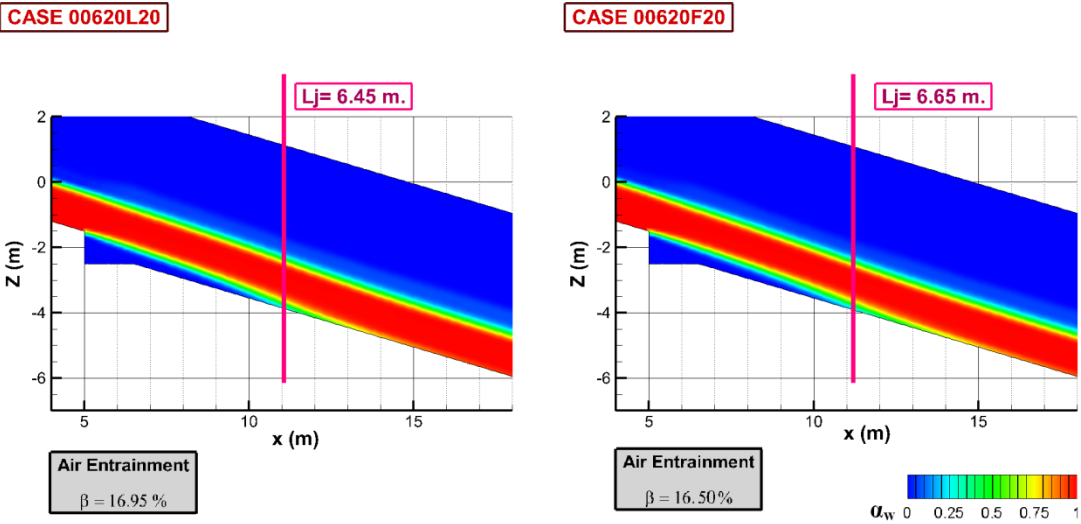 CASE 00620L20
CASE 00620F20
Lj= 6.45 m.
Lj= 6.65 m.
2
0
-2
-4
-6
Z (m)
5 10 15
x (m)
2
0
-2
-4
-6
Z (m)
5 10 15
x (m)
Air Entrainment
β = 16.95 %
Air Entrainment
β = 16.50%
αw 0 0.25 0.5 0.75 1